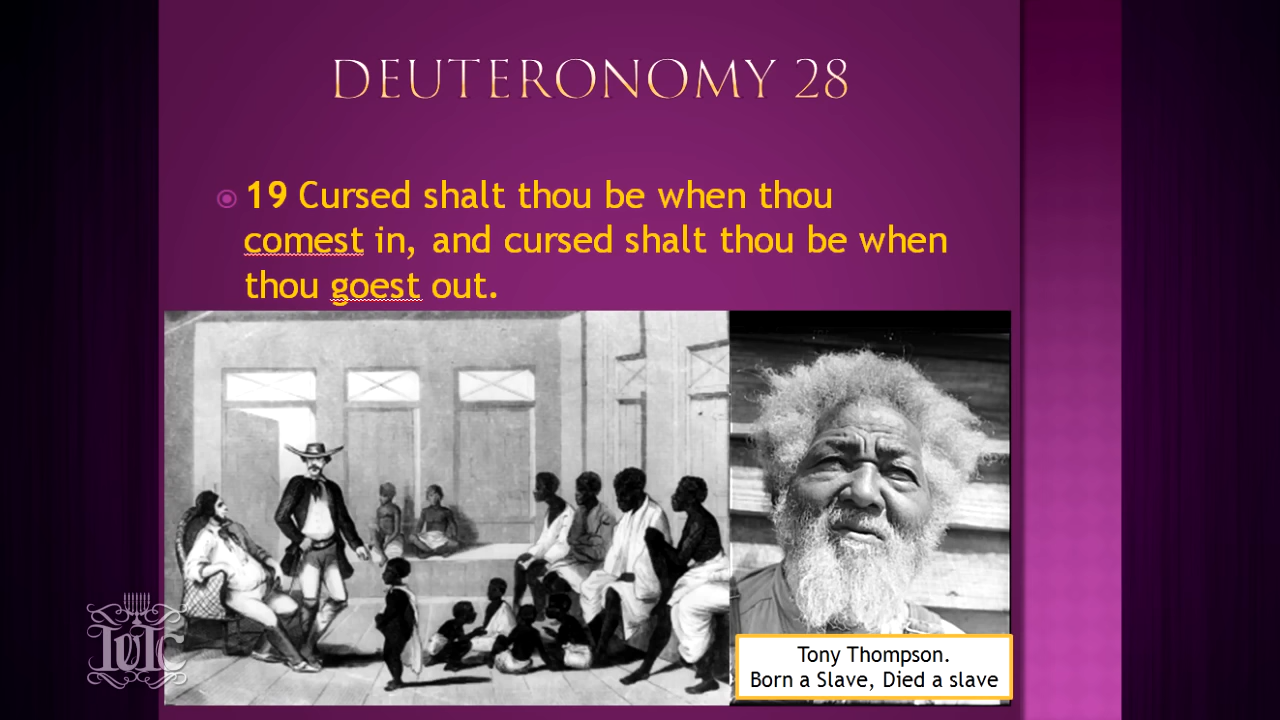 DEUTERONOMY 28
19 Cursed shalt thou be when thou
comest in, and cursed shalt thou be when
thou goest out.
Tony Thompson.
Born a Slave, Died a slave
IUIC